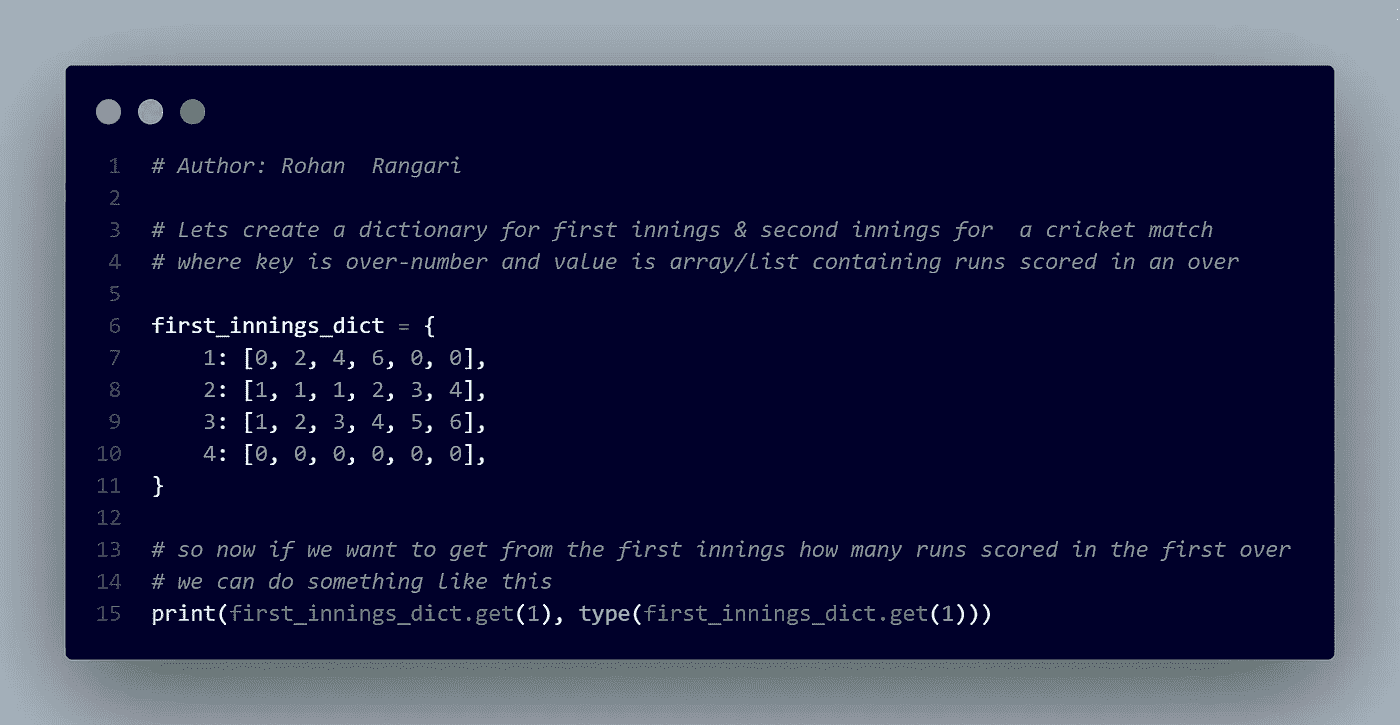 1 # Author: Rohan  Rangari
2
3 # Lets create a dictionary for first innings & second innings for  a cricket match
4 # where key is over-number and value is array/list containing runs scored in an over
5
6 first_innings_dict = {
7     1: [0, 2, 4, 6, 0, 0],
8     2: [1, 1, 1, 2, 3, 4],
9     3: [1, 2, 3, 4, 5, 6],
10     4: [0, 0, 0, 0, 0, 0],
11 }
12
13 # so now if we want to get from the first innings how many runs scored in the first over
14 # we can do something like this
15 print(first_innings_dict.get(1), type(first_innings_dict.get(1)))